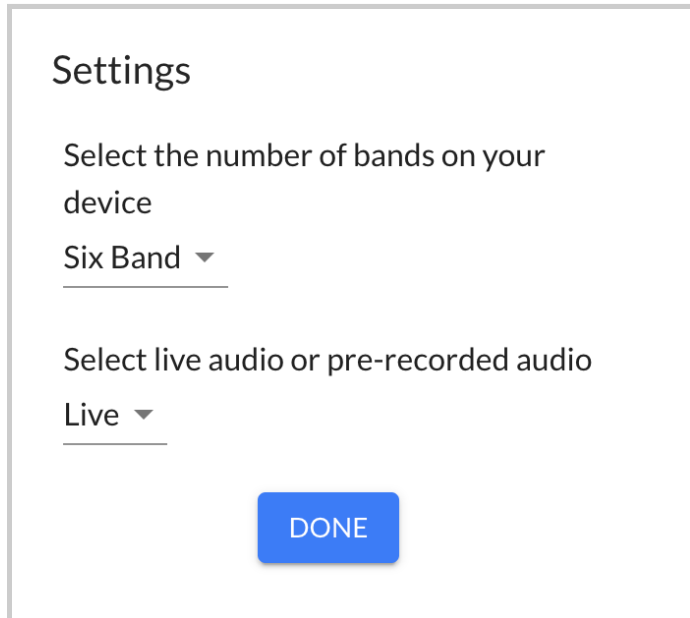 Settings
Select the number of bands on your
device
Six Band
Select live audio or pre-recorded audio
Live
DONE